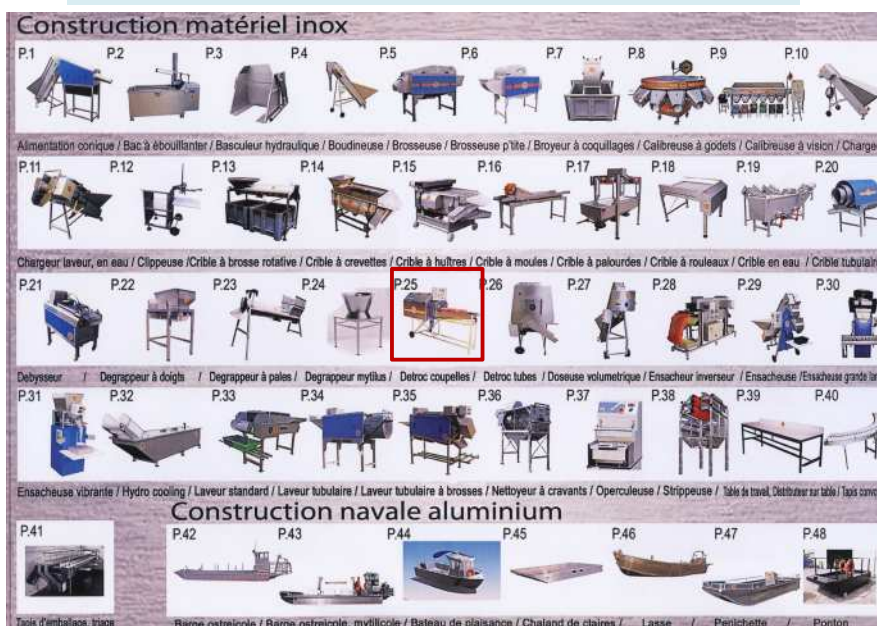 Construction matériel inox
P.1 P.2 P.3 P.4 P.5 P.6 P.7 P.8 P.9 P.10
Alimentation conique / Bac à ébouillanter / Basculeur hydraulique / Boudineuse / Brosseuse / Brosseuse p'tite / Broyeur à coquillages / Calibreuse à godets / Calibreuse à vision / Charge
P.11 P.12 P.13 P.14 P.15 P.16 P.17 P.18 P.19 P.20
Chargeur laveur, en eau / Clippeuse /Crible à brosse rotative / Crible à crevettes / Crible à huîtres / Crible à moules / Crible à palourdes / Crible à rouleaux / Crible en eau / Crible tubulair
P.21 P.22 P.23 P.24 P.25 P.26 P.27 P.28 P.29 P.30
Debysseur / Degrappeur à doigts / Degrappeur à pales / Degrappeur mytilus / Detroc coupelles / Detroc tubes / Doseuse volumetrique / Ensacheur inverseur / Ensacheuse /Ensacheuse grande lar
P.31 P.32 P.33 P.34 P.35 P.36 P.37 P.38 P.39 P.40
Ensacheuse vibrante / Hydro cooling / Laveur standard / Laveur tubulaire / Laveur tubulaire à brosses / Nettoyeur à cravants / Operculeuse / Strippeuse / Table de travail, Distributeur sur table / Tapis convo
Construction navale aluminium
P.41 P.42 P.43 P.44 P.45 P.46 P.47 P.48
Tapis d'emballage, triage
Barge ostreicole / Barge ostreicole, mytilicole / Bateau de plaisance / Chaland de claires / Lasse / Penichette / Ponton